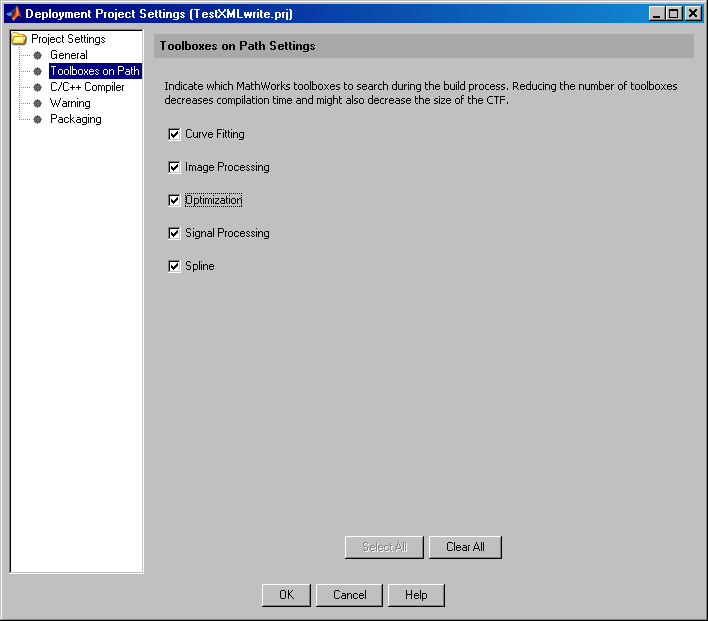 Deployment Project Settings (TestXMLwrite.prj)
Project Settings
General
Toolboxes on Path
C/C++ Compiler
Warning
Packaging
Toolboxes on Path Settings
Indicate which MathWorks toolboxes to search during the build process. Reducing the number of toolboxes
decreases compilation time and might also decrease the size of the CTF.
Curve Fitting
Image Processing
Optimization
Signal Processing
Spline
Select All
Clear All
OK
Cancel
Help